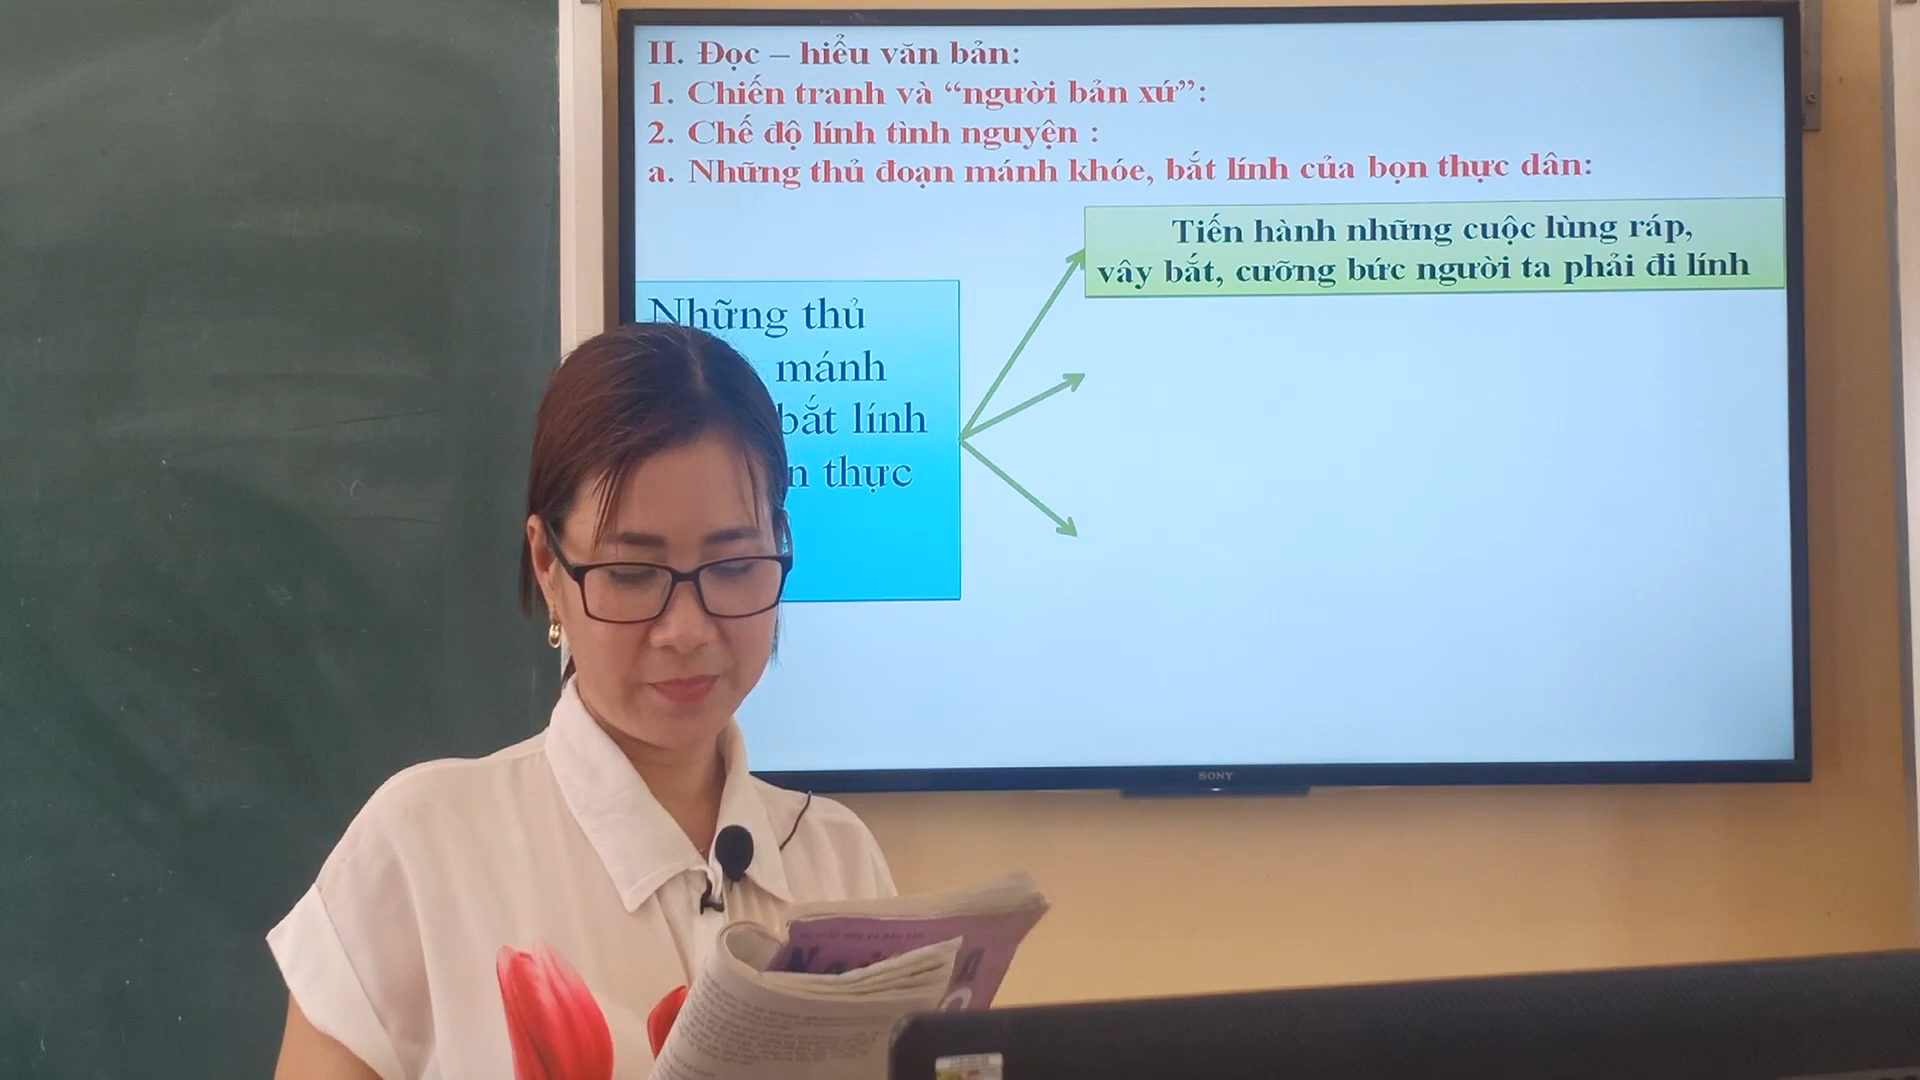 II. Đọc – hiểu văn bản:
1. Chiến tranh và “người bản xứ”:
2. Chế độ lính tình nguyện :
a. Những thủ đoạn mánh khóe, bắt lính của bọn thực dân:
Tiến hành những cuộc lùng ráp,
vây bắt, cưỡng bức người ta phải đi lính
Những thủ
mánh
bắt lính
thực
SONY